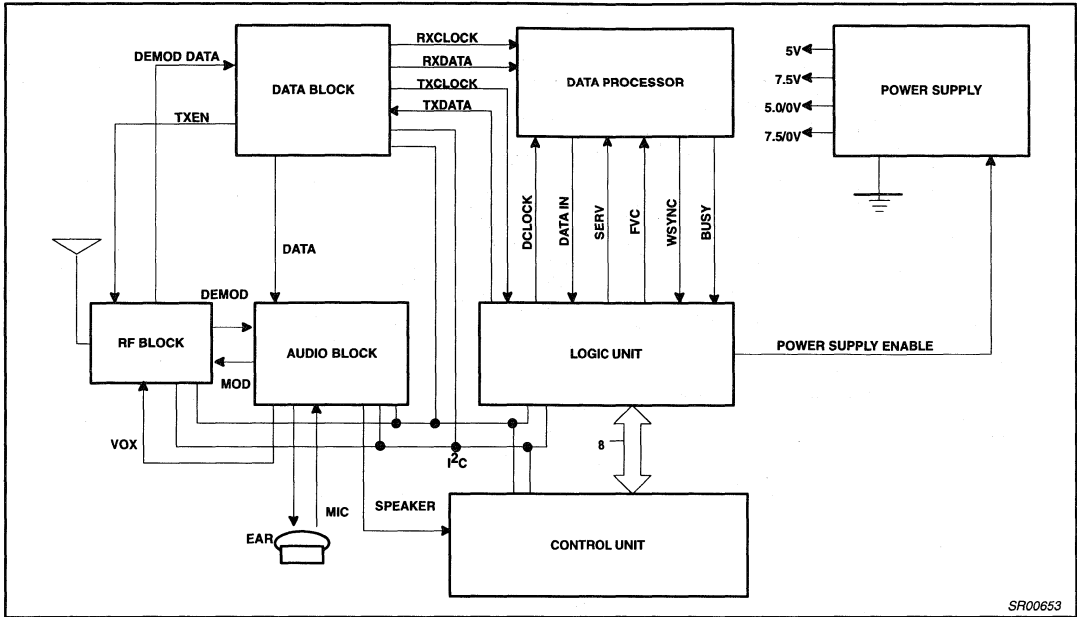 RXCLOCK
RXDATA
TXCLOCK
TXDATA
DEMOD DATA
TXEN
DATA BLOCK
DATA PROCESSOR
5V
7.5V
5.0/0V
7.5/0V
POWER SUPPLY
DATA
DCLOCK
DATA IN
SERV
FVC
WSYNC
BUSY
DEMOD
RF BLOCK
AUDIO BLOCK
MOD
LOGIC UNIT
POWER SUPPLY ENABLE
VOX
I²C
8
MIC
SPEAKER
EAR
CONTROL UNIT
SR00653